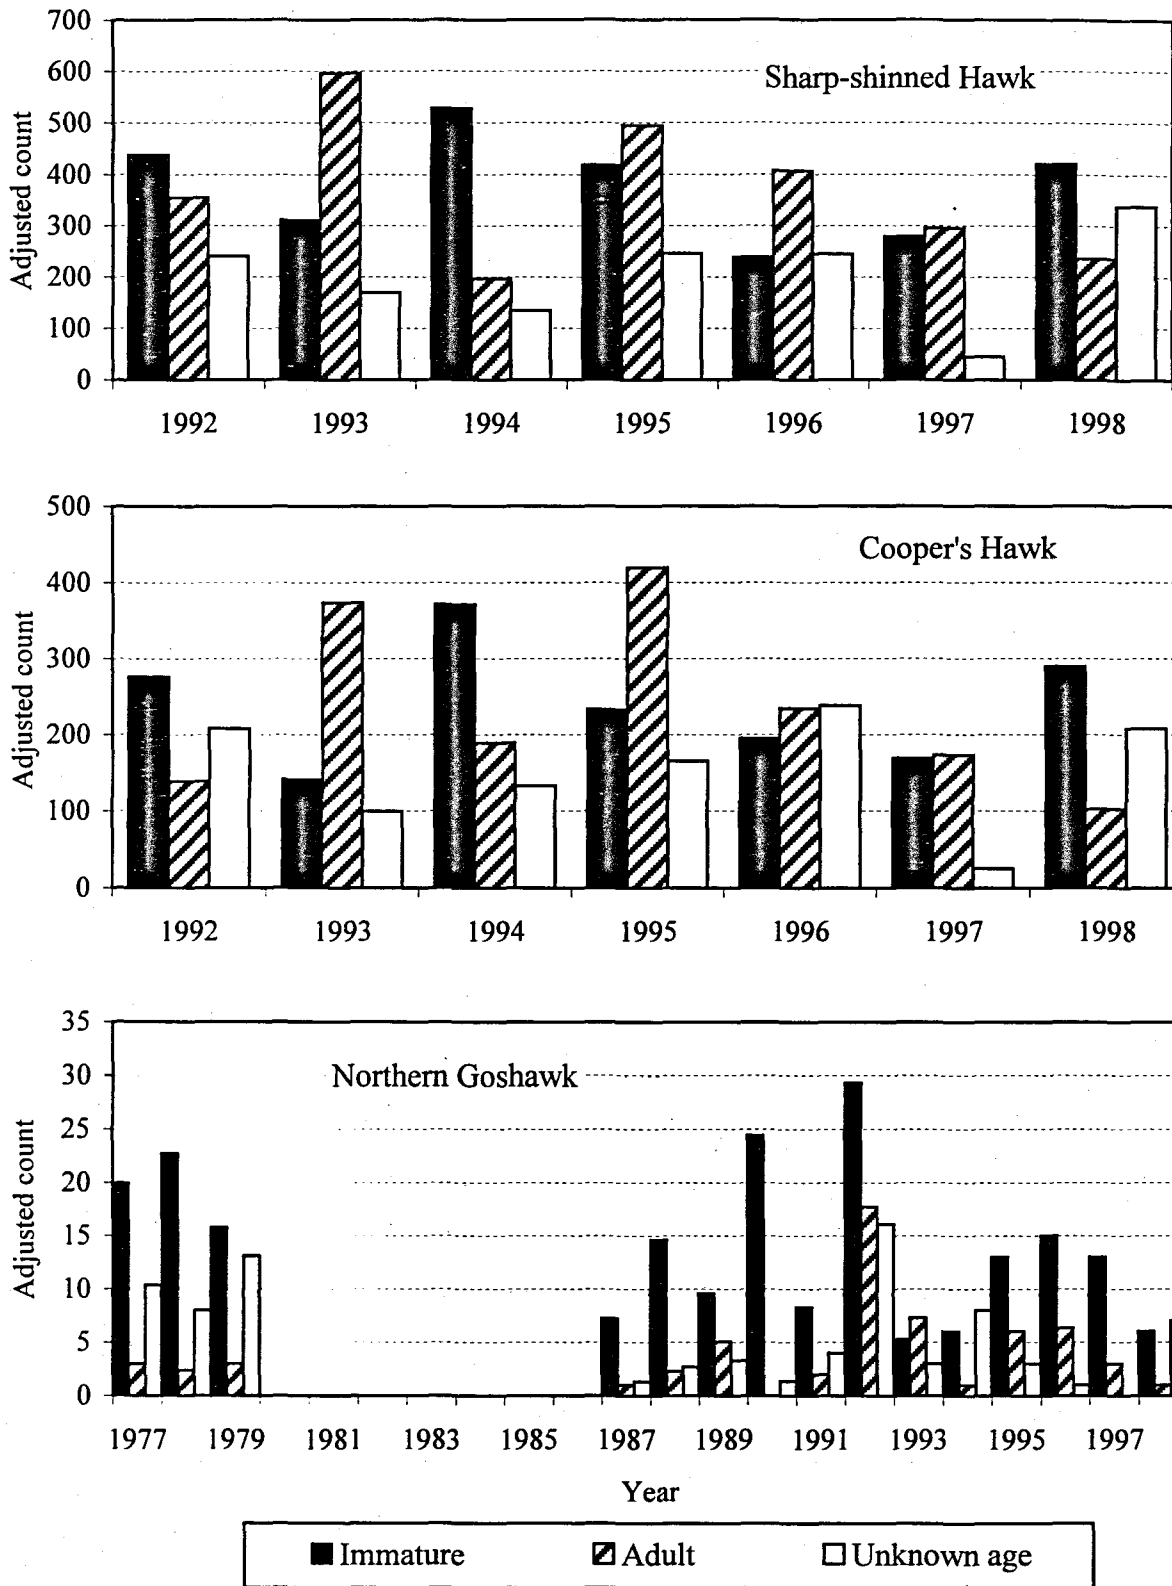 700
600
500
400
300
200
100
0
Adjusted count
Sharp-shinned Hawk
1992 1993 1994 1995 1996 1997 1998
500
400
300
200
100
0
Adjusted count
Cooper's Hawk
1992 1993 1994 1995 1996 1997 1998
35
30
25
20
15
10
5
0
Adjusted count
Northern Goshawk
1977 1979 1981 1983 1985 1987 1989 1991 1993 1995 1997
Year
Immature Adult Unknown age